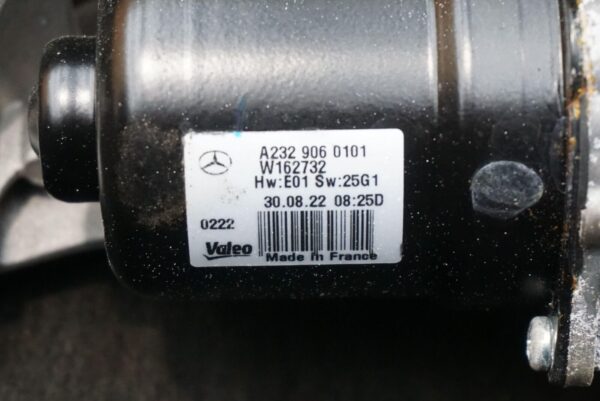 A232 906 0101
W162732
Hw:E01 Sw:25G1
30.08.22 08:25D
0222
Valeo
Made in France